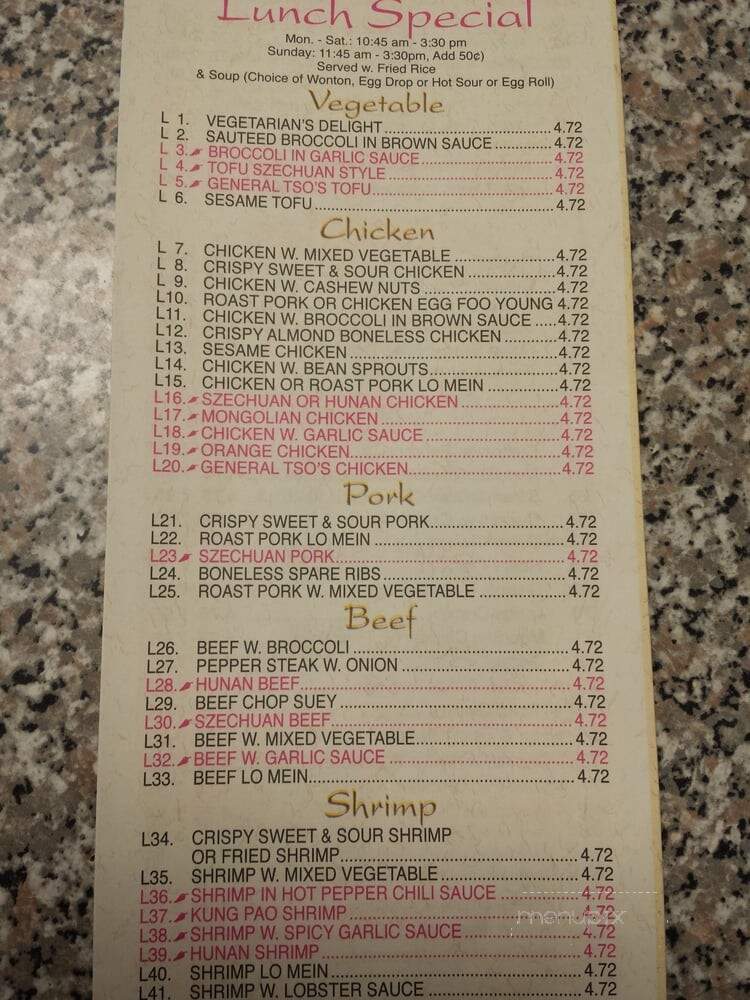 Lunch Special
Mon. - Sat.: 10:45 am - 3:30 pm
Sunday: 11:45 am - 3:30pm, Add 50¢)
Served w. Fried Rice
& Soup (Choice of Wonton, Egg Drop or Hot Sour or Egg Roll)
Vegetable
L 1. VEGETARIAN'S DELIGHT 4.72
L 2. SAUTEED BROCCOLI IN BROWN SAUCE 4.72
L 3. BROCCOLI IN GARLIC SAUCE 4.72
L 4. TOFU SZECHUAN STYLE 4.72
L 5. GENERAL TSO'S TOFU 4.72
L 6. SESAME TOFU 4.72
Chicken
L 7. CHICKEN W. MIXED VEGETABLE 4.72
L 8. CRISPY SWEET & SOUR CHICKEN 4.72
L 9. CHICKEN W. CASHEW NUTS 4.72
L10. ROAST PORK OR CHICKEN EGG FOO YOUNG 4.72
L11. CHICKEN W. BROCCOLI IN BROWN SAUCE 4.72
L12. CRISPY ALMOND BONELESS CHICKEN 4.72
L13. SESAME CHICKEN 4.72
L14. CHICKEN W. BEAN SPROUTS 4.72
L15. CHICKEN OR ROAST PORK LO MEIN 4.72
L16. SZECHUAN OR HUNAN CHICKEN 4.72
L17. MONGOLIAN CHICKEN 4.72
L18. CHICKEN W. GARLIC SAUCE 4.72
L19. ORANGE CHICKEN 4.72
L20. GENERAL TSO'S CHICKEN 4.72
Pork
L21. CRISPY SWEET & SOUR PORK 4.72
L22. ROAST PORK LO MEIN 4.72
L23 SZECHUAN PORK 4.72
L24. BONELESS SPARE RIBS 4.72
L25. ROAST PORK W. MIXED VEGETABLE 4.72
Beef
L26. BEEF W. BROCCOLI 4.72
L27. PEPPER STEAK W. ONION 4.72
L28. HUNAN BEEF 4.72
L29. BEEF CHOP SUEY 4.72
L30. SZECHUAN BEEF 4.72
L31. BEEF W. MIXED VEGETABLE 4.72
L32. BEEF W. GARLIC SAUCE 4.72
L33. BEEF LO MEIN 4.72
Shrimp
L34. CRISPY SWEET & SOUR SHRIMP
OR FRIED SHRIMP 4.72
L35. SHRIMP W. MIXED VEGETABLE 4.72
L36. SHRIMP IN HOT PEPPER CHILI SAUCE 4.72
L37. KUNG PAO SHRIMP 4.72
menupix
L38. SHRIMP W. SPICY GARLIC SAUCE 4.72
L39. HUNAN SHRIMP 4.72
L40. SHRIMP LO MEIN 4.72
L41. SHRIMP W. LOBSTER SAUCE 4.72